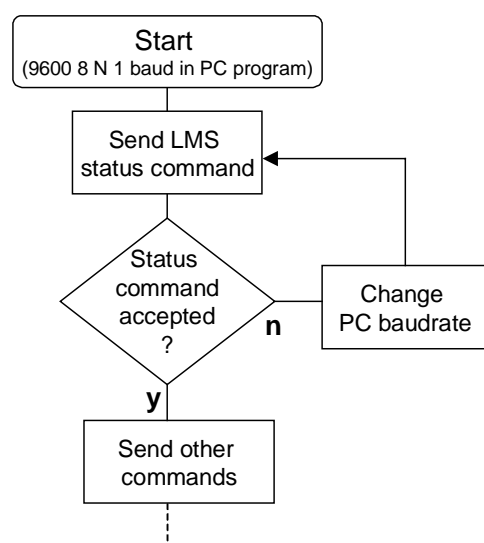 Start
(9600 8 N 1 baud in PC program)
Send LMS
status command
Status
command
accepted
?
n
Change
PC baudrate
y
Send other
commands